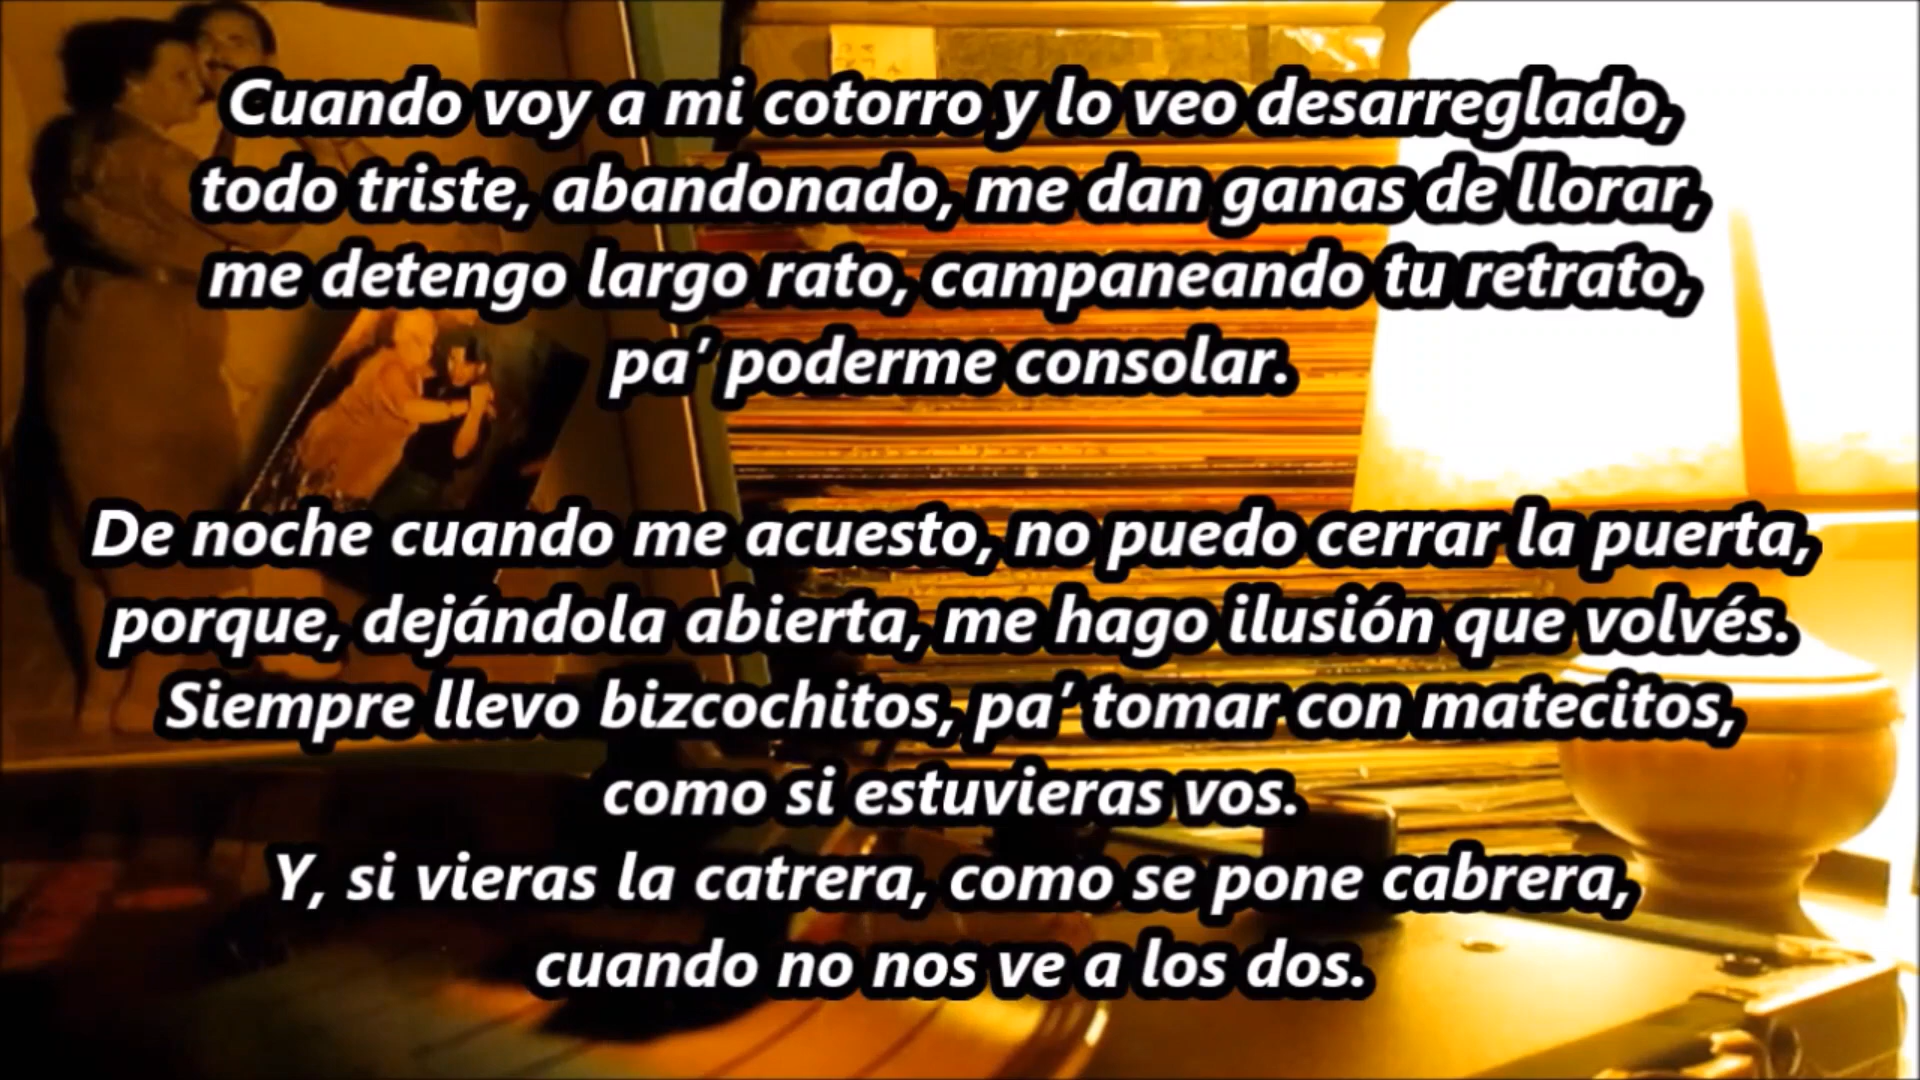 Cuando voy a mi cotorro y lo veo desarreglado,
todo triste, abandonado, me dan ganas de llorar,
me detengo largo rato, campaneando tu retrato,
pa’ poderme consolar.
De noche cuando me acuesto, no puedo cerrar la puerta,
porque, dejándola abierta, me hago ilusión que volvés.
Siempre llevo bizcochitos, pa’ tomar con matecitos,
como si estuvieras vos.
Y, si vieras la catrera, como se pone cabrera,
cuando no nos ve a los dos.